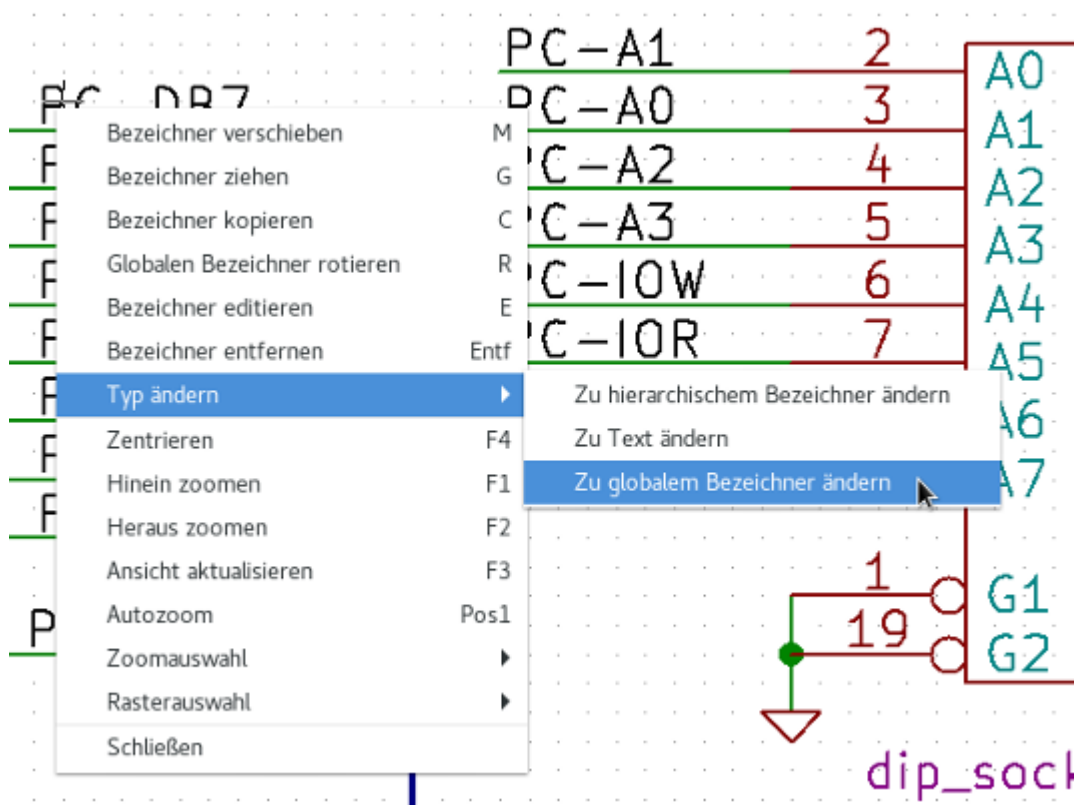 PC-A1 2
A0
PC-DB7
PC-A0 3
A1
PC-A2 4
A2
PC-A3 5
A3
PC-IOW 6
A4
PC-IOR 7
A5
A6
A7
Bezeichner verschieben M
Bezeichner ziehen G
Bezeichner kopieren C
Globalen Bezeichner rotieren R
Bezeichner editieren E
Bezeichner entfernen Entf
Typ ändern
Zentrieren F4
Hinein zoomen F1
Heraus zoomen F2
Ansicht aktualisieren F3
Autozoom Pos1
Zoomauswahl
Rasterauswahl
Schließen
Zu hierarchischem Bezeichner ändern
Zu Text ändern
Zu globalem Bezeichner ändern
1 G1
19 G2
P
dip_sock